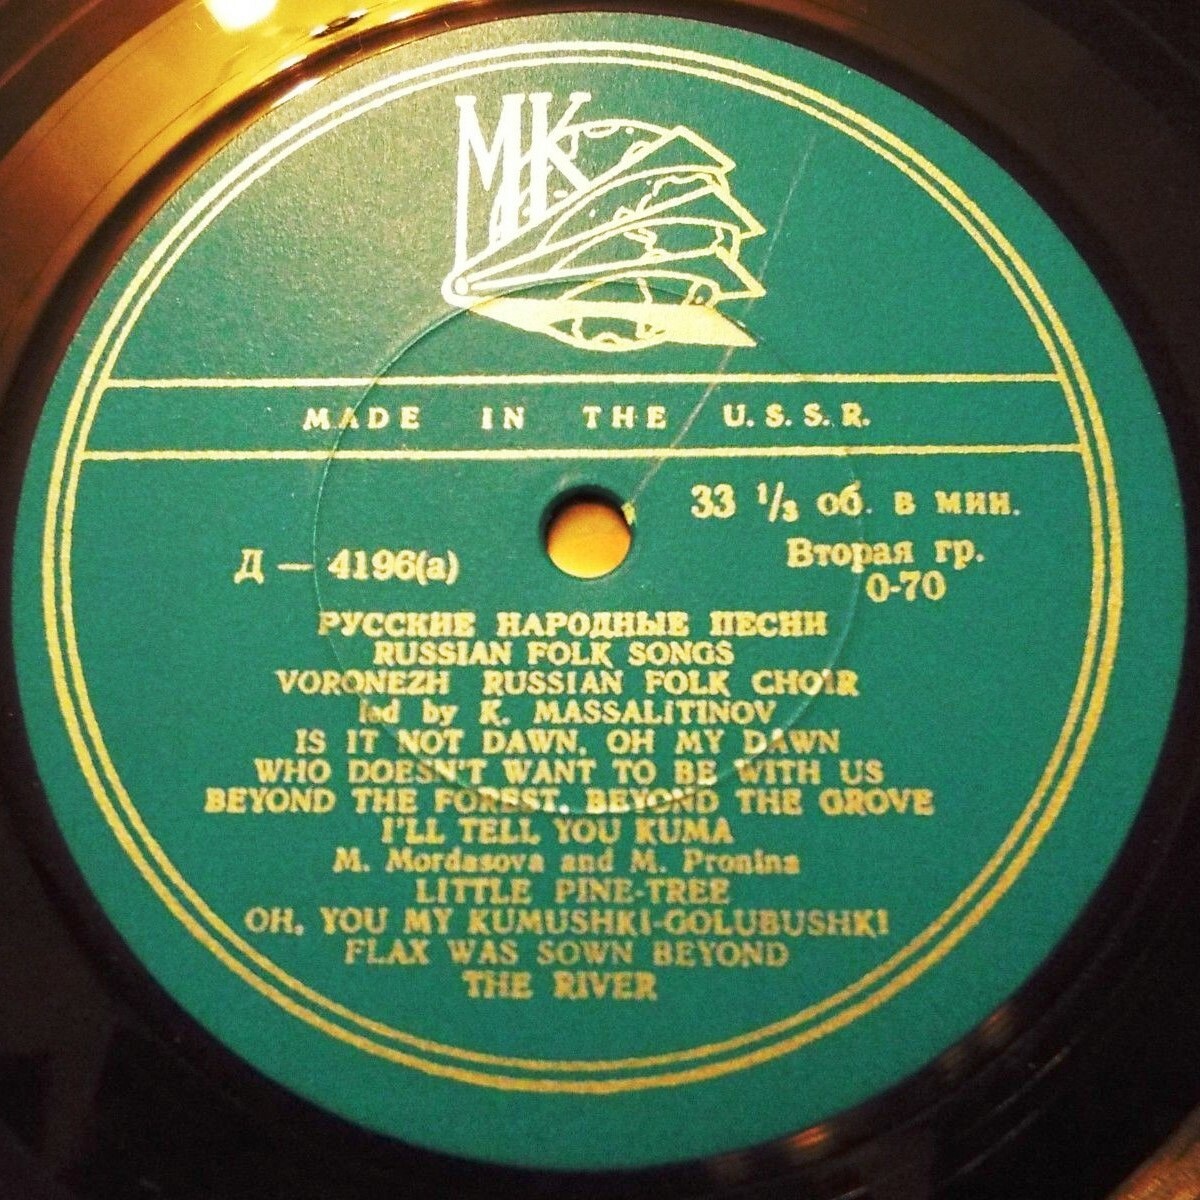 МК
MADE IN THE U.S.S.R.
33 1/3 об. в мин.
Д — 4196(а)
Вторая гр.
0-70
РУССКИЕ НАРОДНЫЕ ПЕСНИ
RUSSIAN FOLK SONGS
VORONEZH RUSSIAN FOLK CHOIR
led by K. MASSALITINOV
IS IT NOT DAWN, OH MY DAWN
WHO DOESN'T WANT TO BE WITH US
BEYOND THE FOREST, BEYOND THE GROVE
I'LL TELL YOU KUMA
M. Mordasova and M. Pronina
LITTLE PINE-TREE
OH, YOU MY KUMUSHKI-GOLUBUSHKI
FLAX WAS SOWN BEYOND
THE RIVER